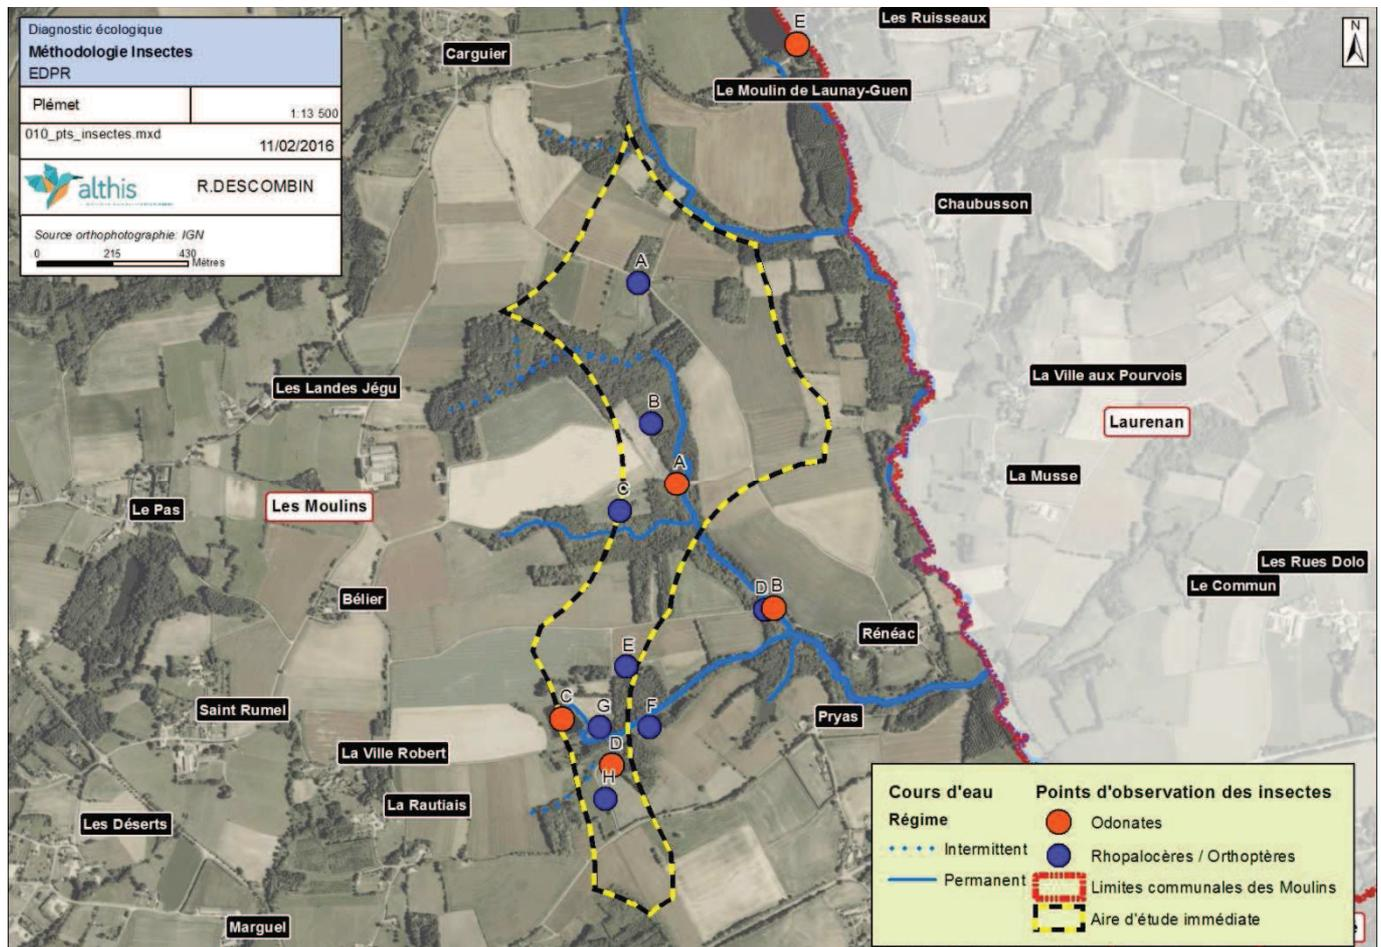 Diagnostic écologique
Méthodologie Insectes
EDPR
Plémet
1:13 500
010_pts_insectes.mxd
11/02/2016
althis
R.DESCOMBIN
Source orthophotographie: IGN
0 215 430
Mètres
N
E
Les Ruisseaux
Carguier
Le Moulin de Launay-Guen
Chaubusson
A
Les Landes Jégu
La Ville aux Pourvois
B
Laurenan
A
La Musse
C
Le Pas
Les Moulins
Les Rues Dolo
Le Commun
D B
Bélier
Rénéac
E
C
G
F
Saint Rumel
Pryas
D
La Ville Robert
H
La Rautiais
Les Déserts
Marguel
Cours d'eau
Régime
Intermittent
Permanent
Points d'observation des insectes
Odonates
Rhopalocères / Orthoptères
Limites communales des Moulins
Aire d'étude immédiate